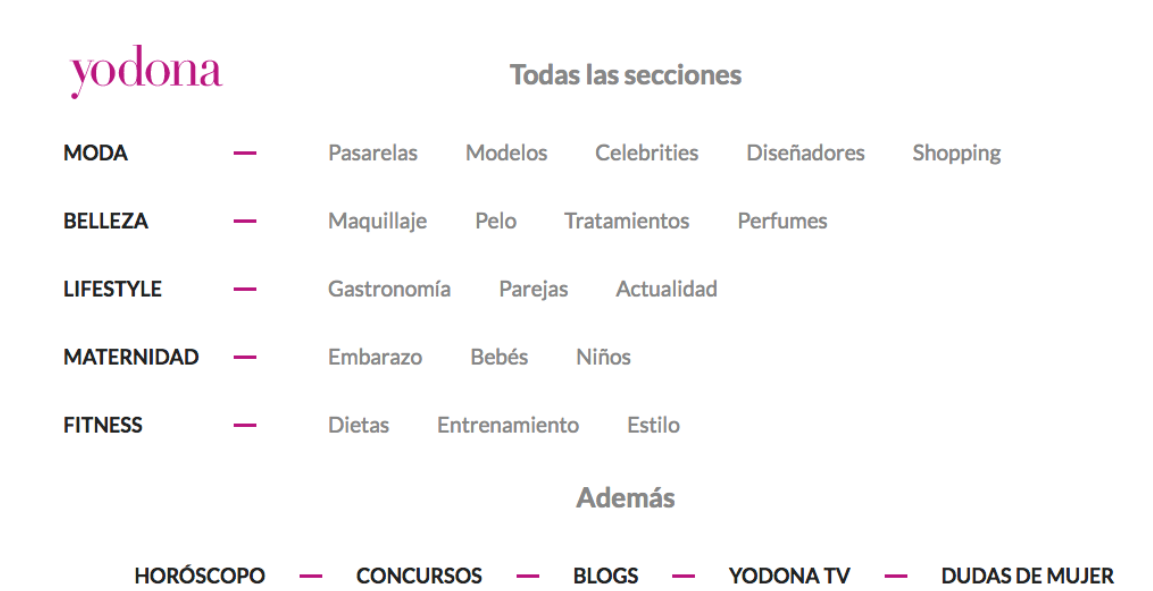 yodona
Todas las secciones
MODA — Pasarelas Modelos Celebrities Diseñadores Shopping
BELLEZA — Maquillaje Pelo Tratamientos Perfumes
LIFESTYLE — Gastronomía Parejas Actualidad
MATERNIDAD — Embarazo Bebés Niños
FITNESS — Dietas Entrenamiento Estilo
Además
HORÓSCOPO — CONCURSOS — BLOGS — YODONA TV — DUDAS DE MUJER